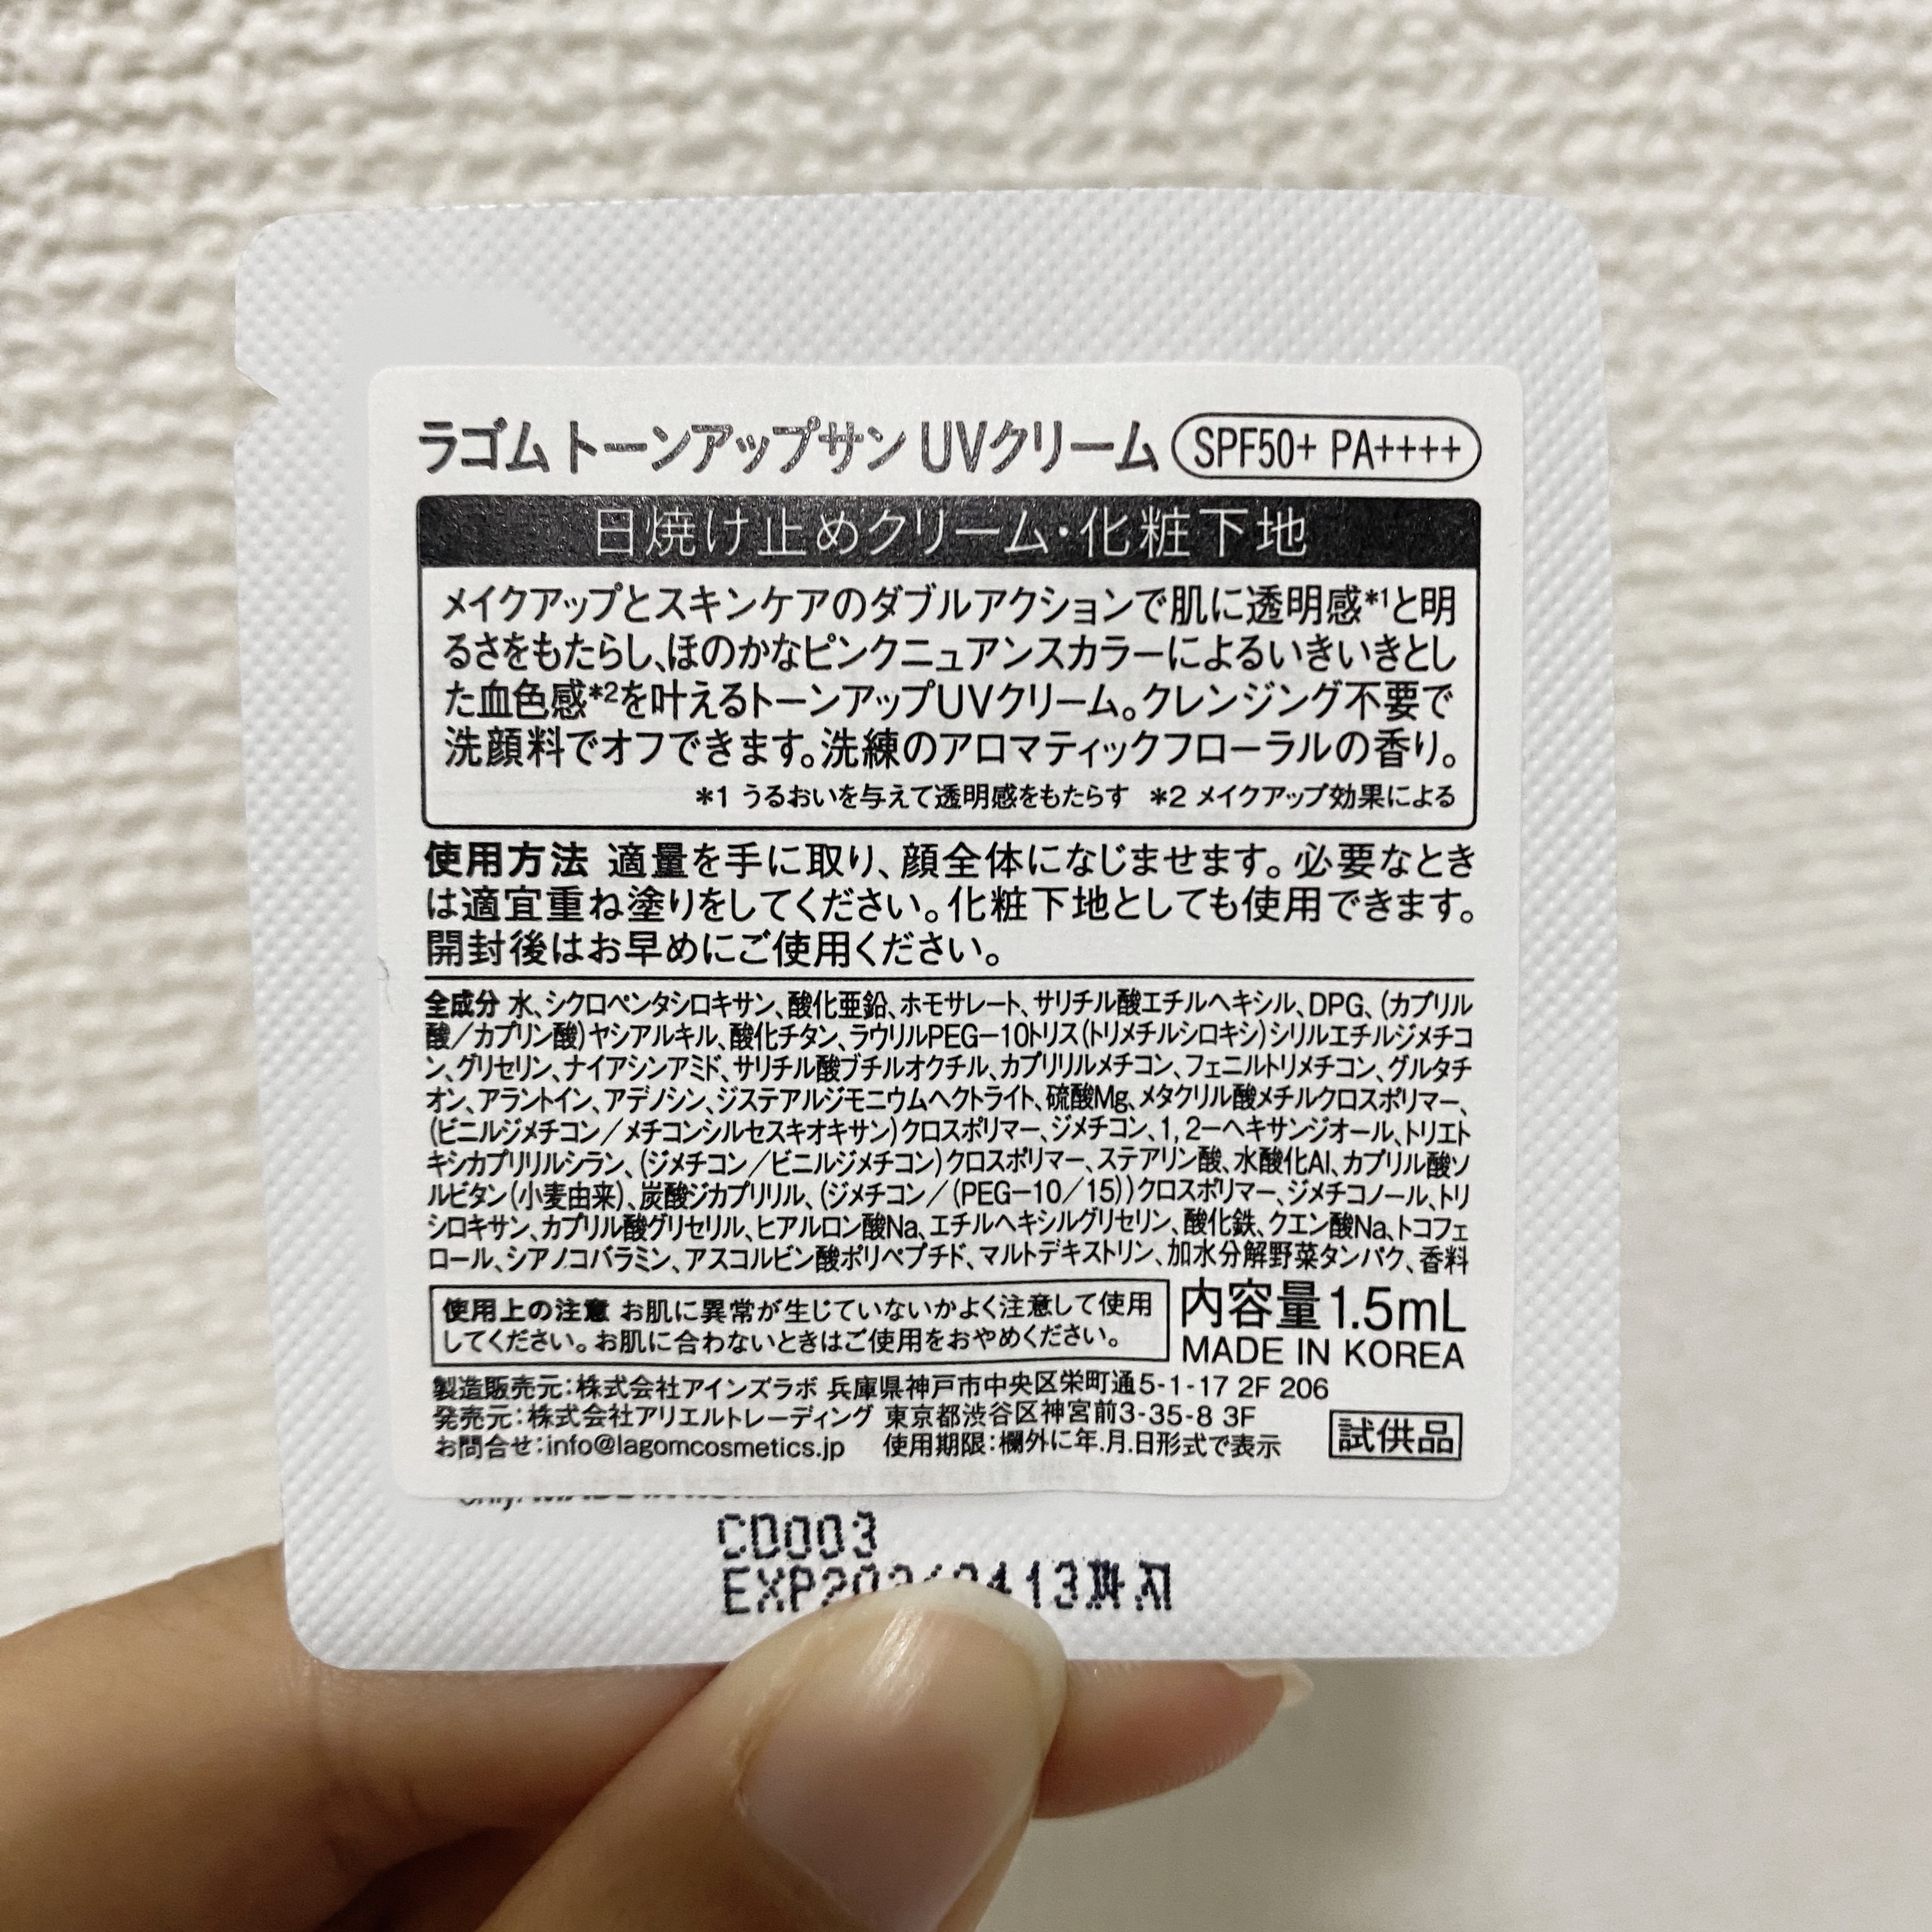 ラゴム トーンアップサン UVクリーム SPF50+ PA++++
日焼け止めクリーム・化粧下地
メイクアップとスキンケアのダブルアクションで肌に透明感*1と明
るさをもたらし、ほのかなピンクニュアンスカラーによるいきいきとし
た血色感*2を叶えるトーンアップUVクリーム。クレンジング不要で
洗顔料でオフできます。洗練のアロマティックフローラルの香り。
*1 うるおいを与えて透明感をもたらす *2 メイクアップ効果による
使用方法 適量を手に取り、顔全体になじませます。必要なとき
は適宜重ね塗りをしてください。化粧下地としても使用できます。
開封後はお早めにご使用ください。
全成分 水、シクロペンタシロキサン、酸化亜鉛、ホモサレート、サリチル酸エチルヘキシル、DPG、(カプリル
酸/カプリン酸)ヤシアルキル、酸化チタン、ラウリルPEG-10トリス(トリメチルシロキシ)シリルエチルジメチコ
ン、グリセリン、ナイアシンアミド、サリチル酸ブチルオクチル、カプリリルメチコン、フェニルトリメチコン、グルタチ
オン、アラントイン、アデノシン、ジステアルジモニウムヘクトライト、硫酸Mg、メタクリル酸メチルクロスポリマー、
(ビニルジメチコン/メチコンシルセスキオキサン)クロスポリマー、ジメチコン、1,2-ヘキサンジオール、トリエト
キシカプリリルシラン、(ジメチコン/ビニルジメチコン)クロスポリマー、ステアリン酸、水酸化Al、カプリル酸ソ
ルビタン(小麦由来)、炭酸ジカプリリル、(ジメチコン/(PEG-10/15))クロスポリマー、ジメチコノール、トリ
シロキサン、カプリル酸グリセリル、ヒアルロン酸Na、エチルヘキシルグリセリン、酸化鉄、クエン酸Na、トコフェ
ロール、シアノコバラミン、アスコルビン酸ポリペプチド、マルトデキストリン、加水分解野菜タンパク、香料
使用上の注意 お肌に異常が生じていないかよく注意して使用
してください。お肌に合わないときはご使用をおやめください。
内容量1.5mL
MADE IN KOREA
製造販売元:株式会社アインズラボ 兵庫県神戸市中央区栄町通5-1-17 2F 206
発売元:株式会社アリエルトレーディング 東京都渋谷区神宮前3-35-8 3F
お問合せ:info@lagomcosmetics.jp 使用期限:欄外に年.月.日形式で表示
試供品
CD003